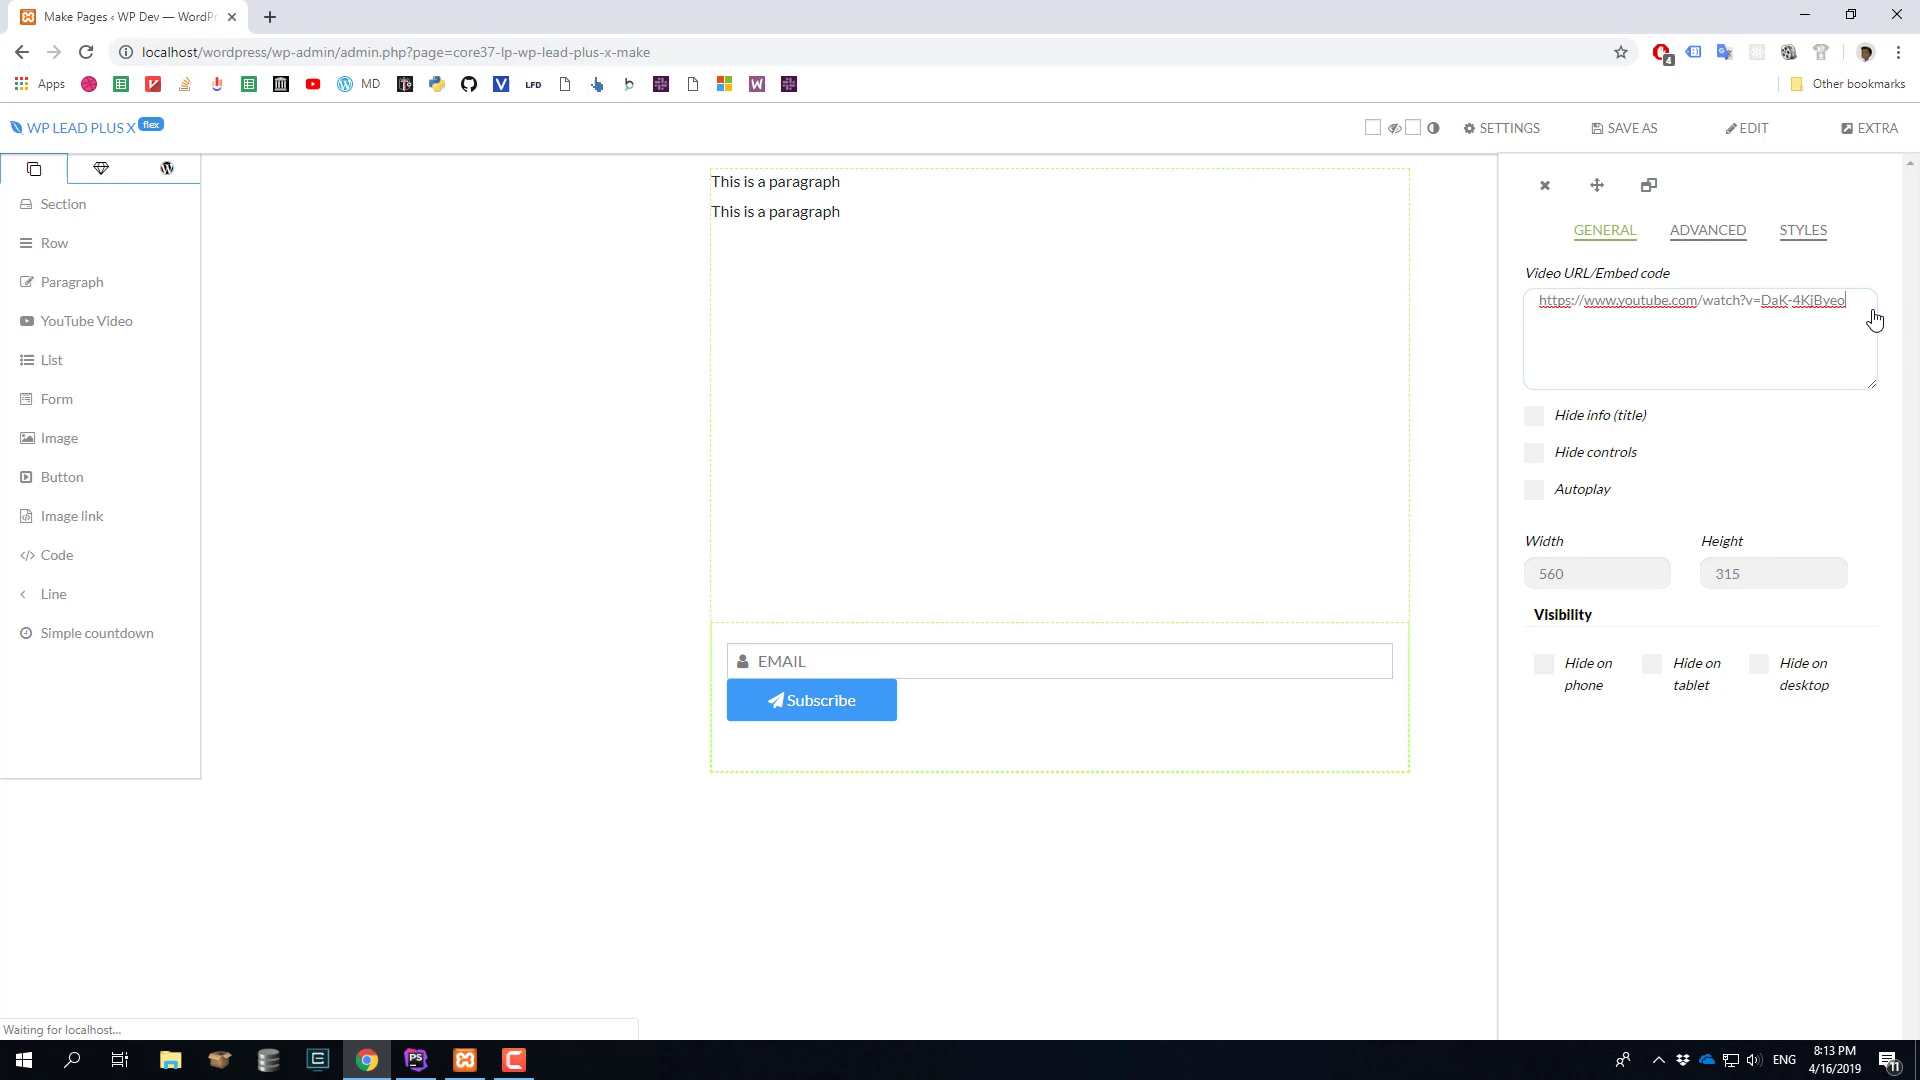 Make Pages ‹ WP Dev — WordPr
localhost/wordpress/wp-admin/admin.php?page=core37-lp-wp-lead-plus-x-make
4
Apps
MD
LFD
Other bookmarks
WP LEAD PLUS X flex
SETTINGS
SAVE AS
EDIT
EXTRA
Section
Row
Paragraph
YouTube Video
List
Form
Image
Button
Image link
Code
Line
Simple countdown
This is a paragraph
This is a paragraph
EMAIL
Subscribe
GENERAL
ADVANCED
STYLES
Video URL/Embed code
https://www.youtube.com/watch?v=DaK-4KjByeo
Hide info (title)
Hide controls
Autoplay
Width
Height
560
315
Visibility
Hide on phone
Hide on tablet
Hide on desktop
Waiting for localhost...
ENG
8:13 PM
4/16/2019
11